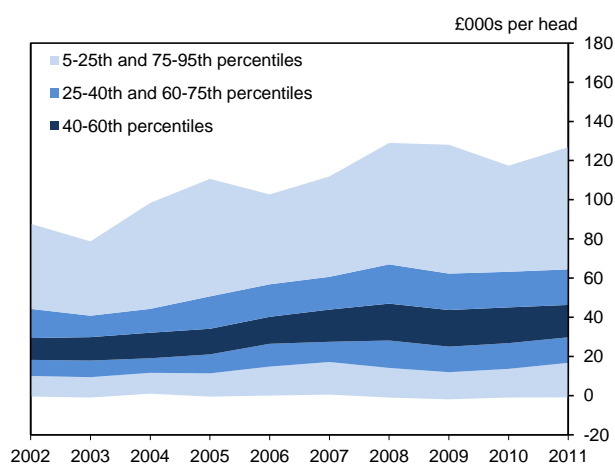 £000s per head
5-25th and 75-95th percentiles
25-40th and 60-75th percentiles
40-60th percentiles
180
160
140
120
100
80
60
40
20
0
-20
2002 2003 2004 2005 2006 2007 2008 2009 2010 2011